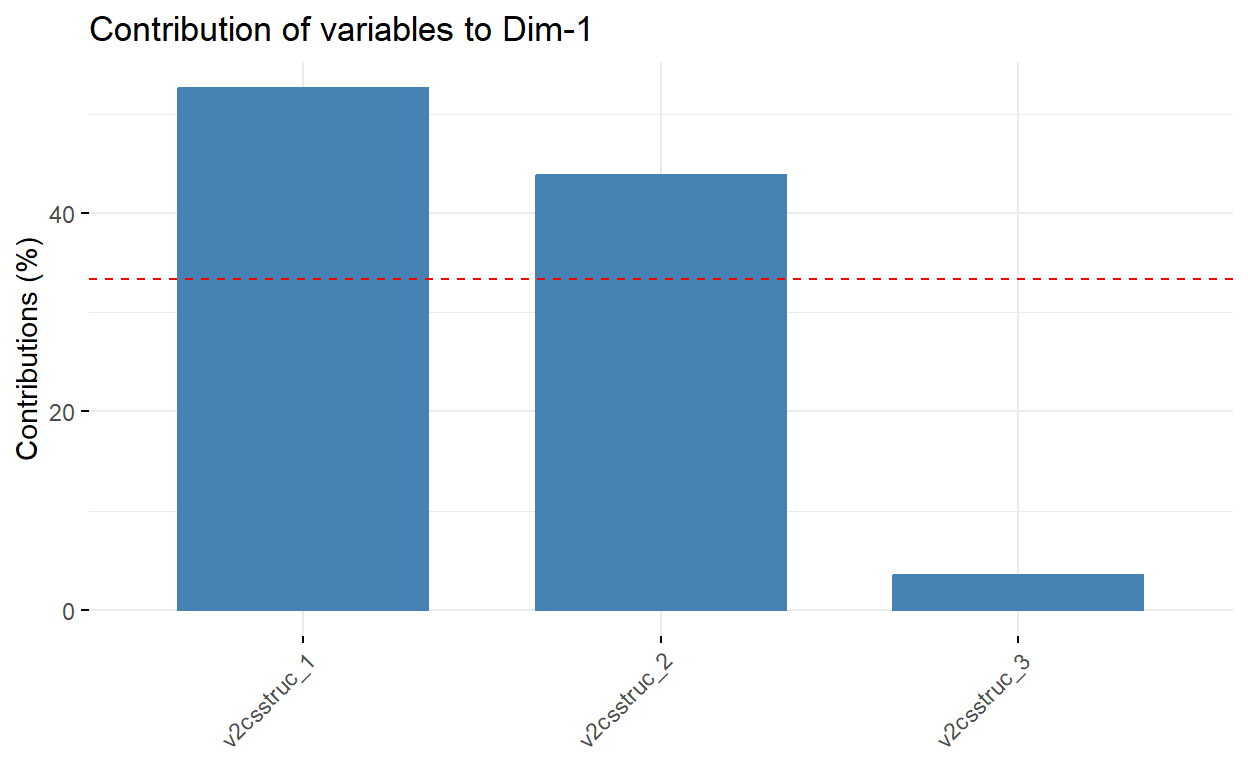 Contribution of variables to Dim-1
Contributions (%)
40
20
0
v2csstruc_1
v2csstruc_2
v2csstruc_3